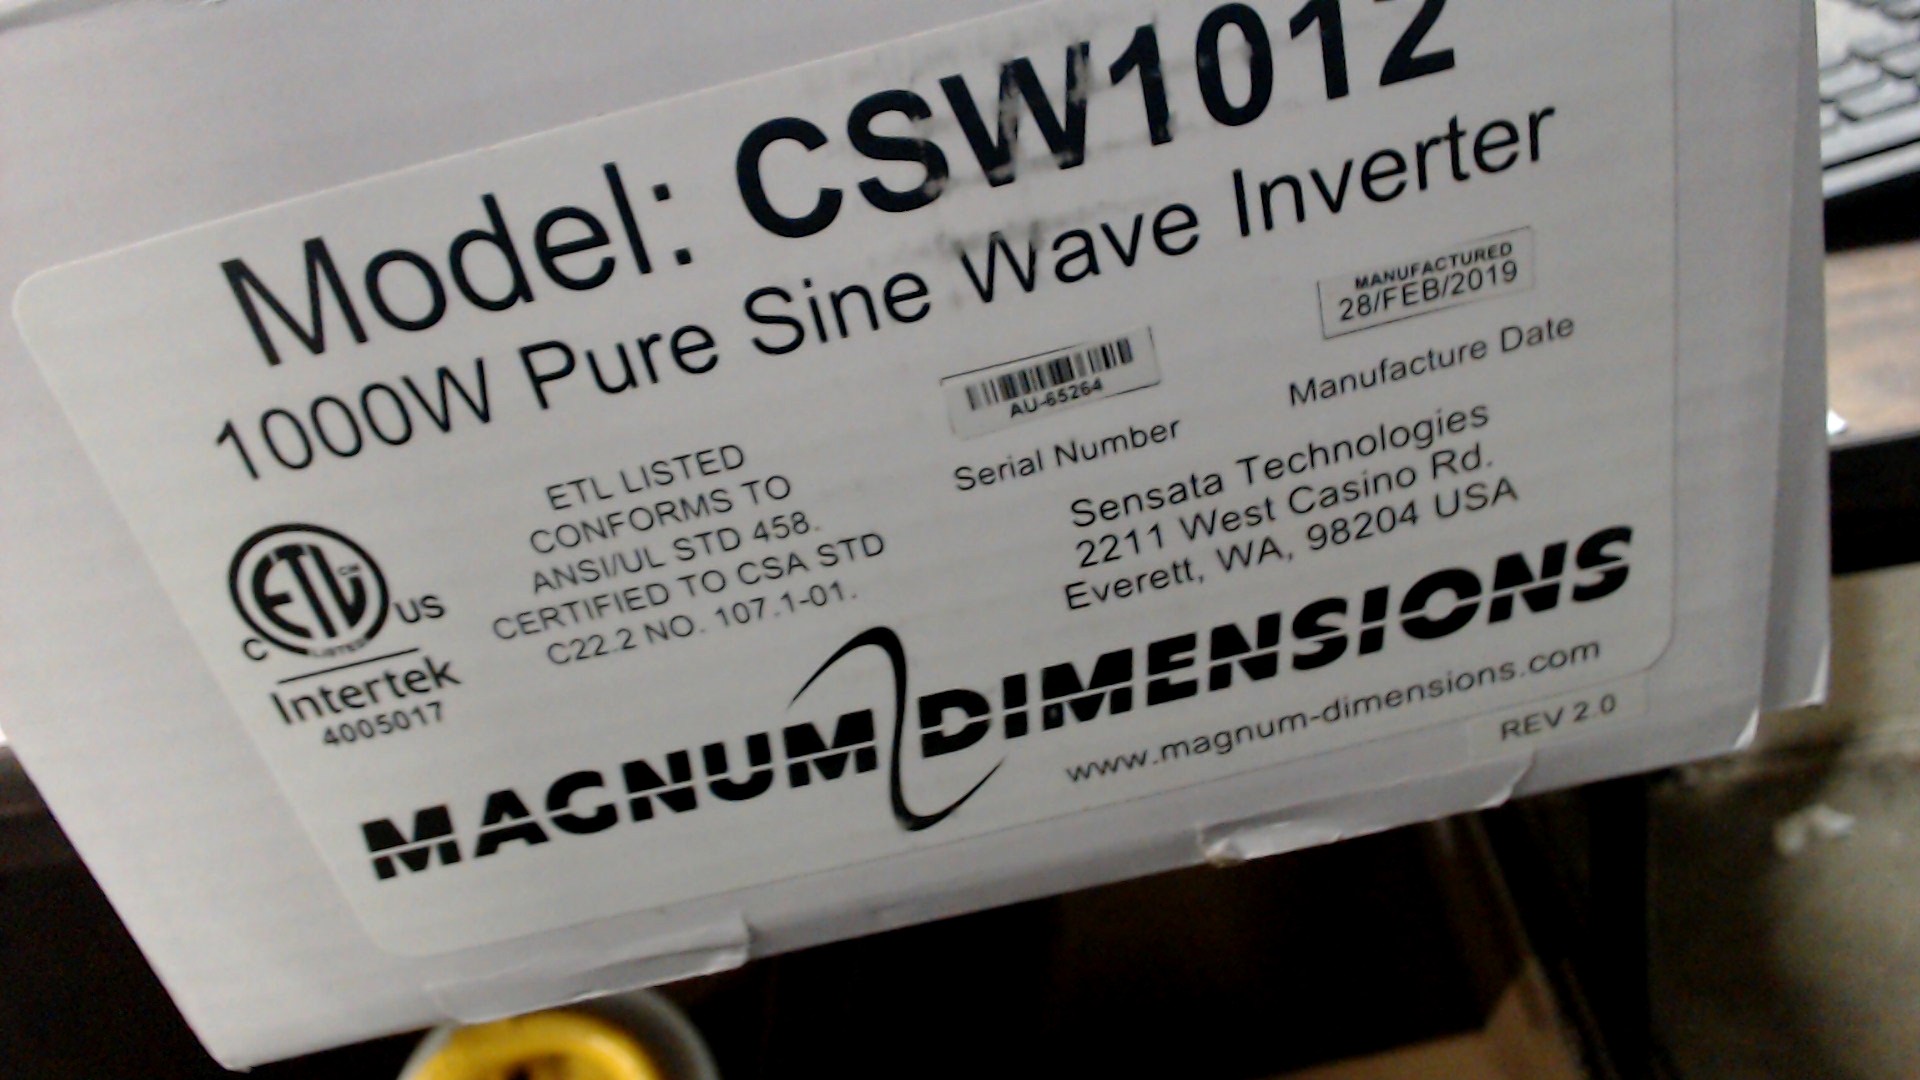 Model: CSW1012
1000W Pure Sine Wave Inverter
MANUFACTURED
28/FEB/2019
Manufacture Date
AU-65264
Serial Number
ETL LISTED
CONFORMS TO
ANSI/UL STD 458.
CERTIFIED TO CSA STD
C22.2 NO. 107.1-01.
ETL CM
LISTED
C US
Intertek
4005017
Sensata Technologies
2211 West Casino Rd.
Everett, WA, 98204 USA
MAGNUM DIMENSIONS
www.magnum-dimensions.com
REV 2.0